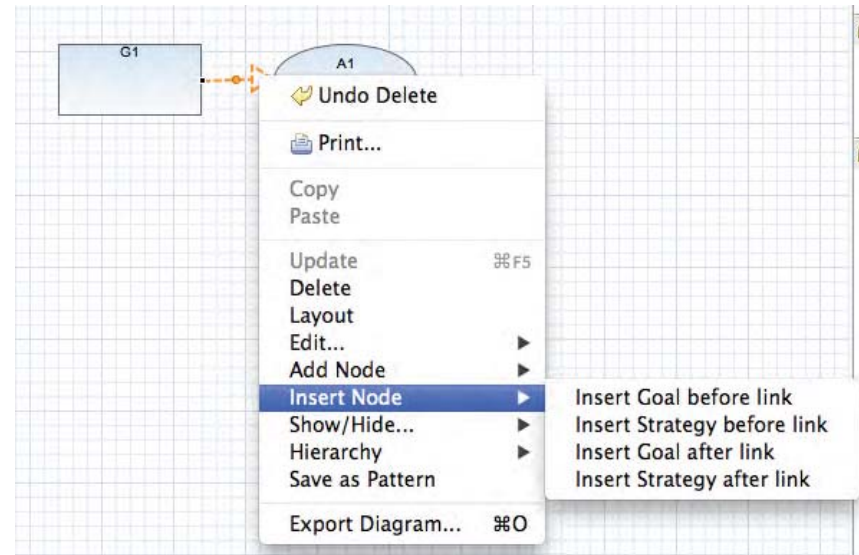 G1
A1
Undo Delete
Print...
Copy
Paste
Update ⌘F5
Delete
Layout
Edit...
Add Node
Insert Node
Show/Hide...
Hierarchy
Save as Pattern
Export Diagram... ⌘O
Insert Goal before link
Insert Strategy before link
Insert Goal after link
Insert Strategy after link